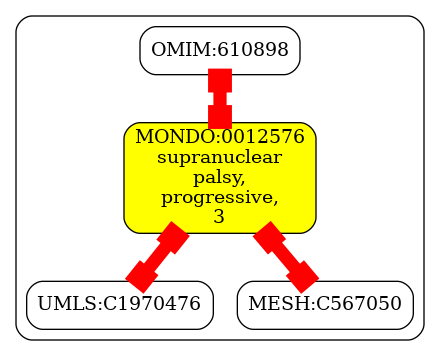 OMIM:610898
MONDO:0012576
supranuclear
palsy,
progressive,
3
UMLS:C1970476
MESH:C567050